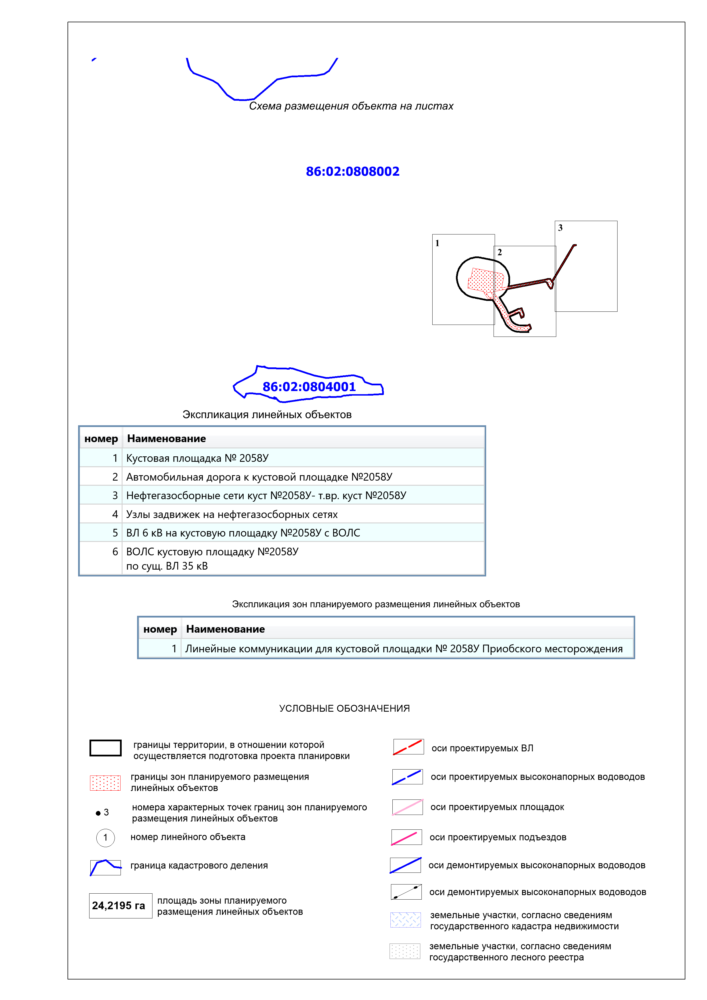 Схема размещения объекта на листах
86:02:0808002
3
1
2
86:02:0804001
Экспликация линейных объектов
номер Наименование
1 Кустовая площадка № 2058У
2 Автомобильная дорога к кустовой площадке №2058У
3 Нефтегазосборные сети куст №2058У- т.вр. куст №2058У
4 Узлы задвижек на нефтегазосборных сетях
5 ВЛ 6 кВ на кустовую площадку №2058У с ВОЛС
6 ВОЛС кустовую площадку №2058У
по сущ. ВЛ 35 кВ
Экспликация зон планируемого размещения линейных объектов
номер Наименование
1 Линейные коммуникации для кустовой площадки № 2058У Приобского месторождения
УСЛОВНЫЕ ОБОЗНАЧЕНИЯ
границы территории, в отношении которой
осуществляется подготовка проекта планировки
границы зон планируемого размещения
линейных объектов
3 номера характерных точек границ зон планируемого
размещения линейных объектов
1 номер линейного объекта
граница кадастрового деления
24,2195 га площадь зоны планируемого
размещения линейных объектов
оси проектируемых ВЛ
оси проектируемых высоконапорных водоводов
оси проектируемых площадок
оси проектируемых подъездов
оси демонтируемых высоконапорных водоводов
оси демонтируемых высоконапорных водоводов
земельные участки, согласно сведениям
государственного кадастра недвижимости
земельные участки, согласно сведениям
государственного лесного реестра